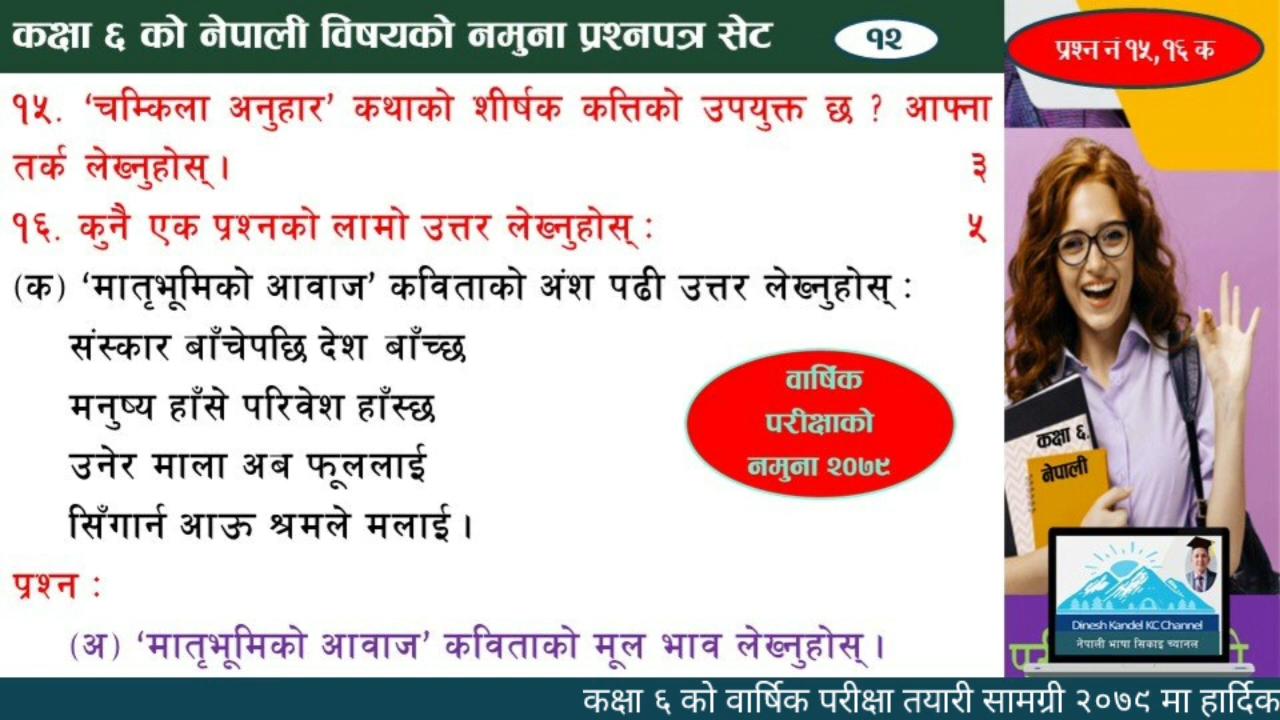 कक्षा ६ को नेपाली विषयको नमुना प्रश्नपत्र सेट १२
प्रश्न नं १५,१६ क
१५. ‘चम्किला अनुहार’ कथाको शीर्षक कत्तिको उपयुक्त छ ? आफ्ना
तर्क लेख्नुहोस् । ३
१६. कुनै एक प्रश्नको लामो उत्तर लेख्नुहोस् : ५
(क) ‘मातृभूमिको आवाज’ कविताको अंश पढी उत्तर लेख्नुहोस् :
संस्कार बाँचेपछि देश बाँच्छ
मनुष्य हाँसे परिवेश हाँस्छ
उनेर माला अब फूललाई
सिँगार्न आऊ श्रमले मलाई ।
वार्षिक
परीक्षाको
नमुना २०७९
प्रश्न :
(अ) ‘मातृभूमिको आवाज’ कविताको मूल भाव लेख्नुहोस् ।
कक्षा ६.
नेपाली
Dinesh Kandel KC Channel
नेपाली भाषा सिकाइ च्यानल
कक्षा ६ को वार्षिक परीक्षा तयारी सामग्री २०७९ मा हार्दिक